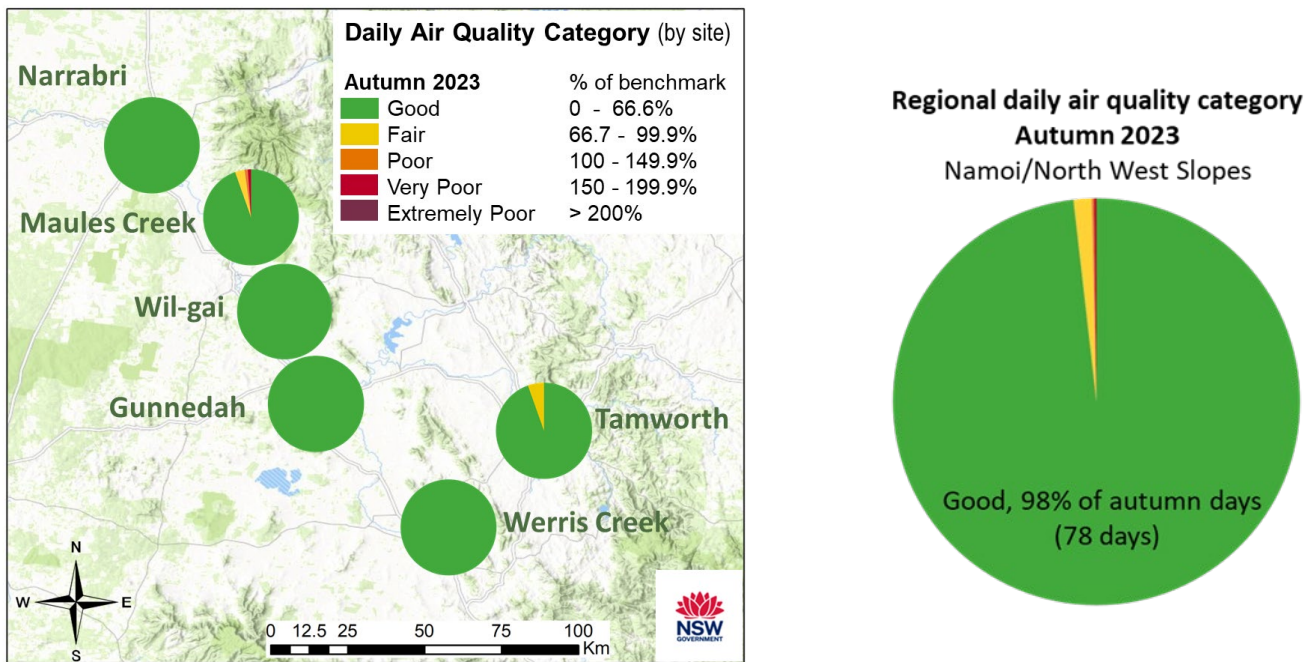 Daily Air Quality Category (by site)
Autumn 2023 % of benchmark
Good 0 - 66.6%
Fair 66.7 - 99.9%
Poor 100 - 149.9%
Very Poor 150 - 199.9%
Extremely Poor > 200%
Narrabri
Maules Creek
Wil-gai
Gunnedah
Tamworth
Werris Creek
N
W E
S
0 12.5 25 50 75 100
Km
NSW
GOVERNMENT
Regional daily air quality category
Autumn 2023
Namoi/North West Slopes
Good, 98% of autumn days
(78 days)